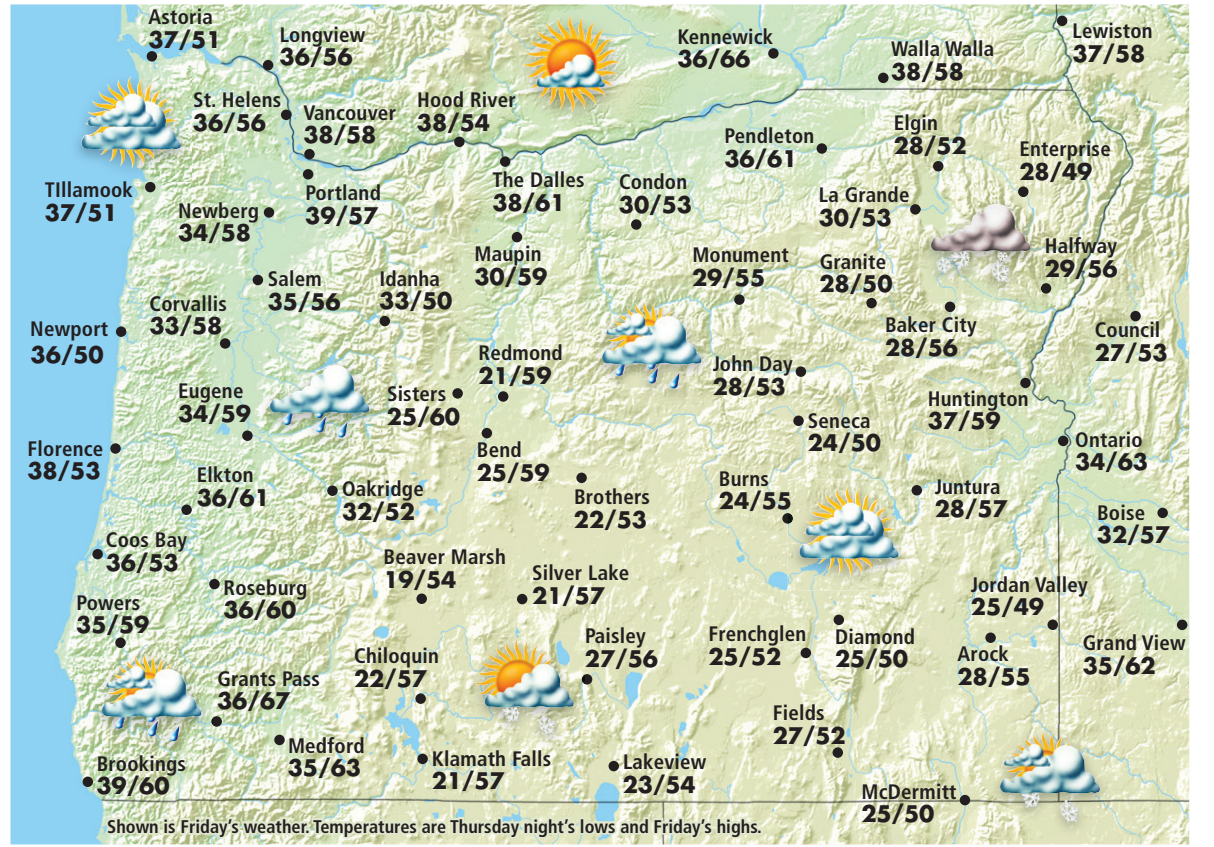 Astoria
37/51
Longview
36/56
Kennewick
36/66
Walla Walla
38/58
Lewiston
37/58
St. Helens
36/56
Vancouver
38/58
Hood River
38/54
Pendleton
36/61
Elgin
28/52
Enterprise
28/49
TIllamook
37/51
Portland
39/57
The Dalles
38/61
Condon
30/53
La Grande
30/53
Newberg
34/58
Maupin
30/59
Monument
29/55
Granite
28/50
Halfway
29/56
Salem
35/56
Idanha
33/50
Corvallis
33/58
Newport
36/50
Baker City
28/56
Council
27/53
Redmond
21/59
John Day
28/53
Eugene
34/59
Sisters
25/60
Huntington
37/59
Seneca
24/50
Florence
38/53
Bend
25/59
Ontario
34/63
Elkton
36/61
Oakridge
32/52
Brothers
22/53
Burns
24/55
Juntura
28/57
Boise
32/57
Coos Bay
36/53
Beaver Marsh
19/54
Silver Lake
21/57
Roseburg
36/60
Jordan Valley
25/49
Powers
35/59
Paisley
27/56
Frenchglen
25/52
Diamond
25/50
Arock
28/55
Grand View
35/62
Chiloquin
22/57
Grants Pass
36/67
Fields
27/52
Medford
35/63
Klamath Falls
21/57
Lakeview
23/54
Brookings
39/60
McDermitt
25/50
Shown is Friday's weather. Temperatures are Thursday night's lows and Friday's highs.